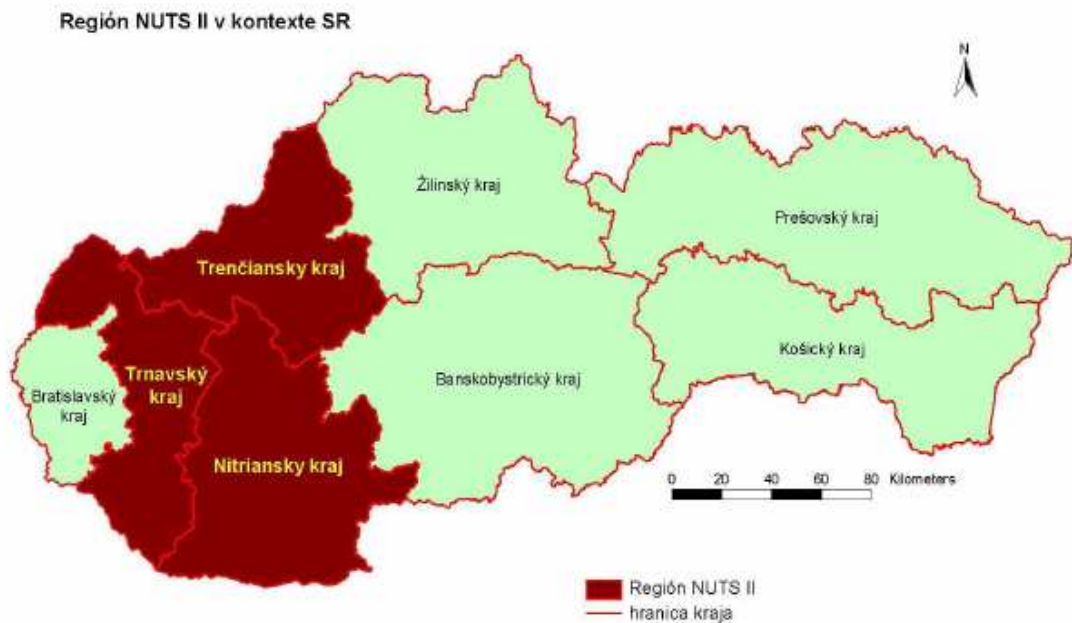 Región NUTS II v kontexte SR
N
Žilinský kraj
Prešovský kraj
Trenčiansky kraj
Košický kraj
Trnavský
kraj
Banskobystrický kraj
Bratislavský
kraj
Nitriansky kraj
0 20 40 60 80 Kilometers
Región NUTS II
hranica kraja